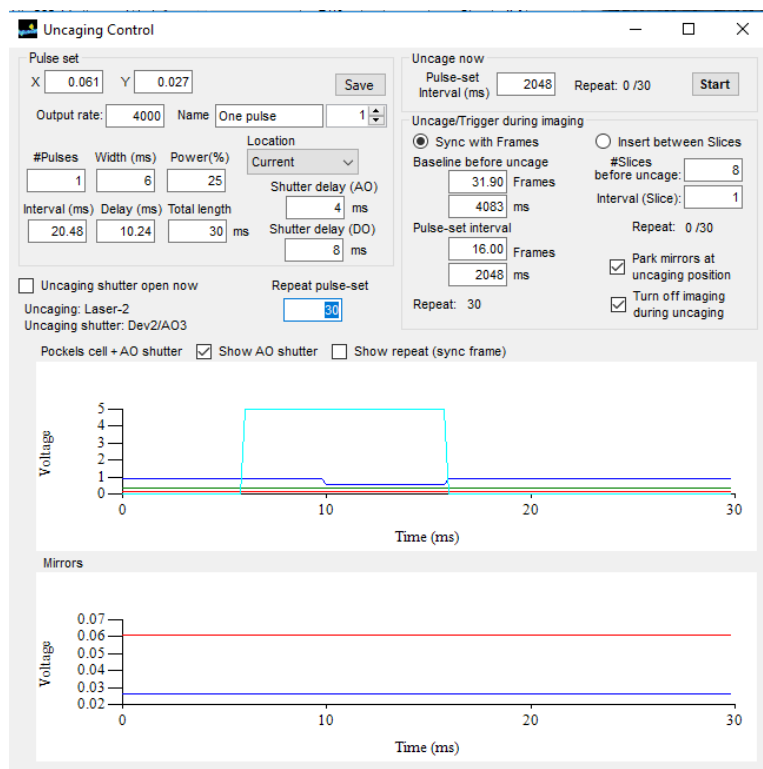 Uncaging Control
Pulse set
X 0.061 Y 0.027 Save
Output rate: 4000 Name One pulse 1
#Pulses Width (ms) Power(%)
1 6 25
Interval (ms) Delay (ms) Total length
20.48 10.24 30 ms
Location
Current
Shutter delay (AO)
4 ms
Shutter delay (DO)
8 ms
Uncaging shutter open now
Uncaging: Laser-2
Uncaging shutter: Dev2/AO3
Repeat pulse-set
30
Uncage now
Pulse-set
Interval (ms) 2048 Repeat: 0 /30 Start
Uncage/Trigger during imaging
Sync with Frames
Baseline before uncage
31.90 Frames
4083 ms
Pulse-set interval
16.00 Frames
2048 ms
Repeat: 30
Insert between Slices
#Slices
before uncage: 8
Interval (Slice): 1
Repeat: 0 /30
Park mirrors at
uncaging position
Turn off imaging
during uncaging
Pockels cell + AO shutter Show AO shutter Show repeat (sync frame)
Voltage
5
4
3
2
1
0
0 10 20 30
Time (ms)
Mirrors
Voltage
0.07
0.06
0.05
0.04
0.03
0.02
0 10 20 30
Time (ms)